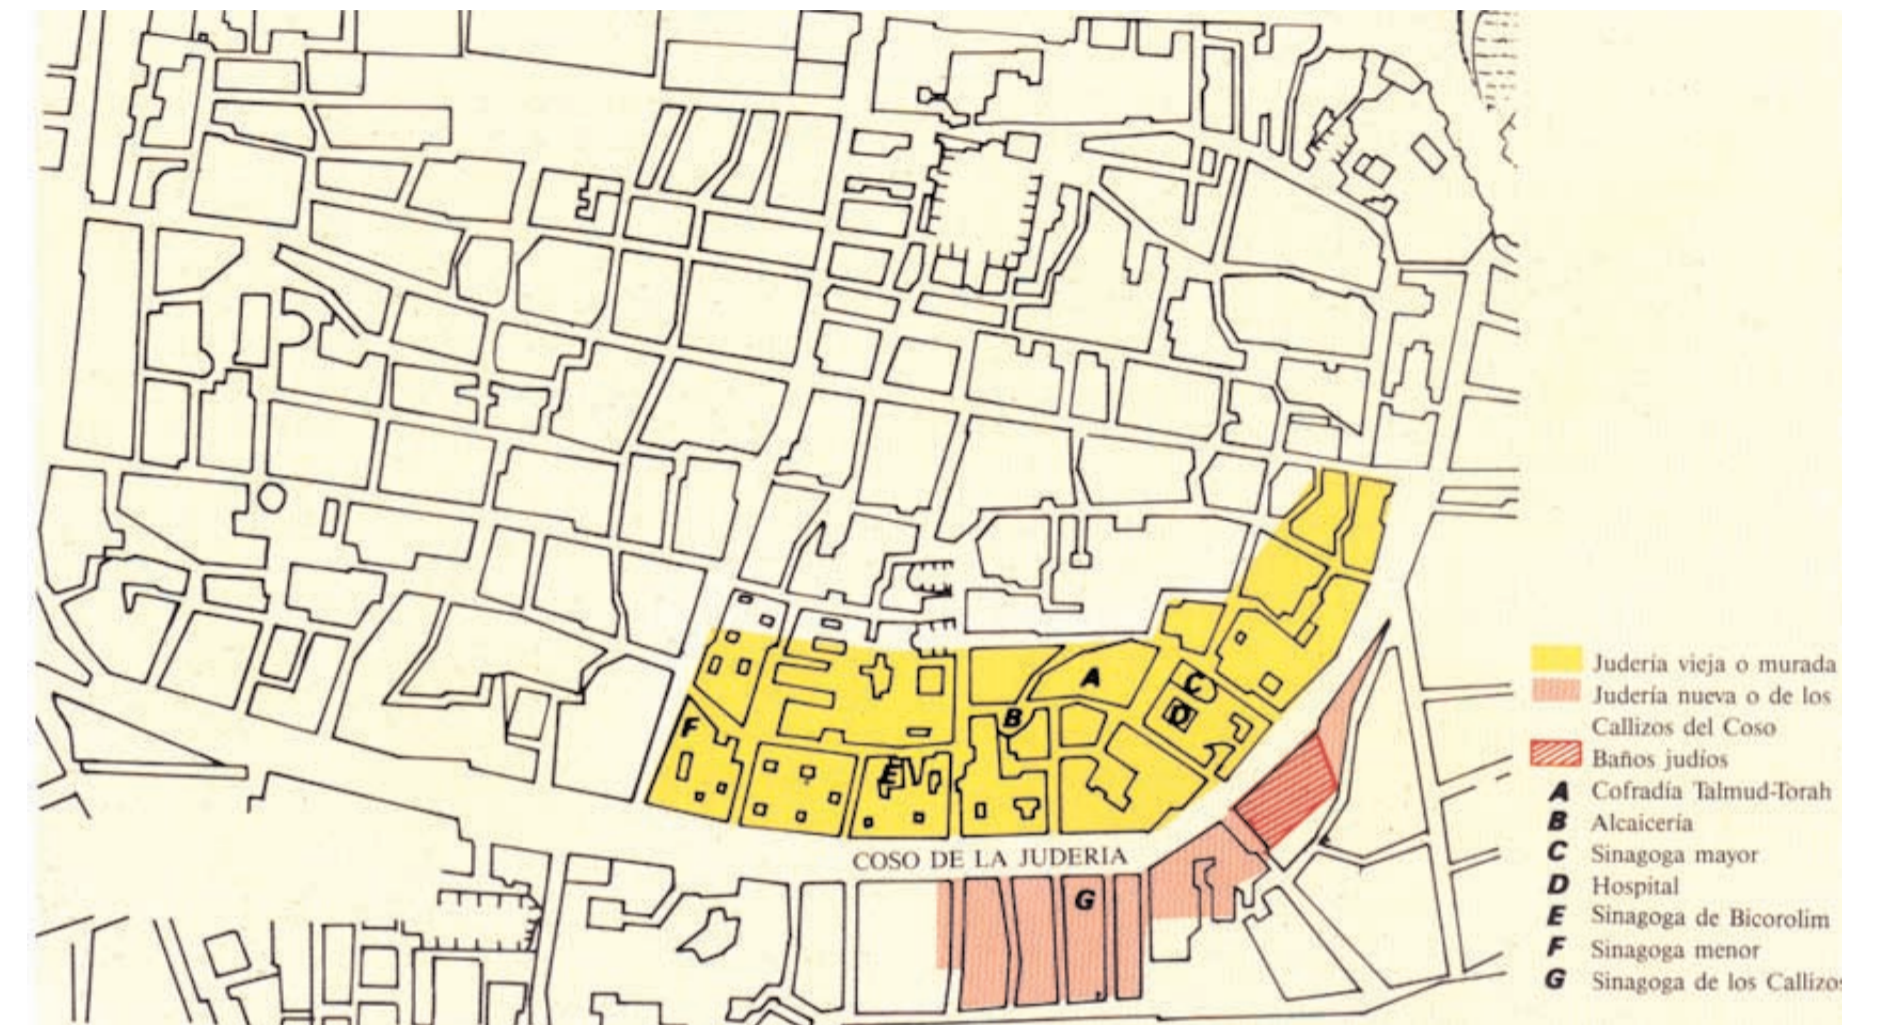 A
C
D
B
F
E
COSO DE LA JUDERIA
G
Judería vieja o murada
Judería nueva o de los
Callizos del Coso
Baños judíos
A Cofradía Talmud-Torah
B Alcaicería
C Sinagoga mayor
D Hospital
E Sinagoga de Bicorolim
F Sinagoga menor
G Sinagoga de los Callizos